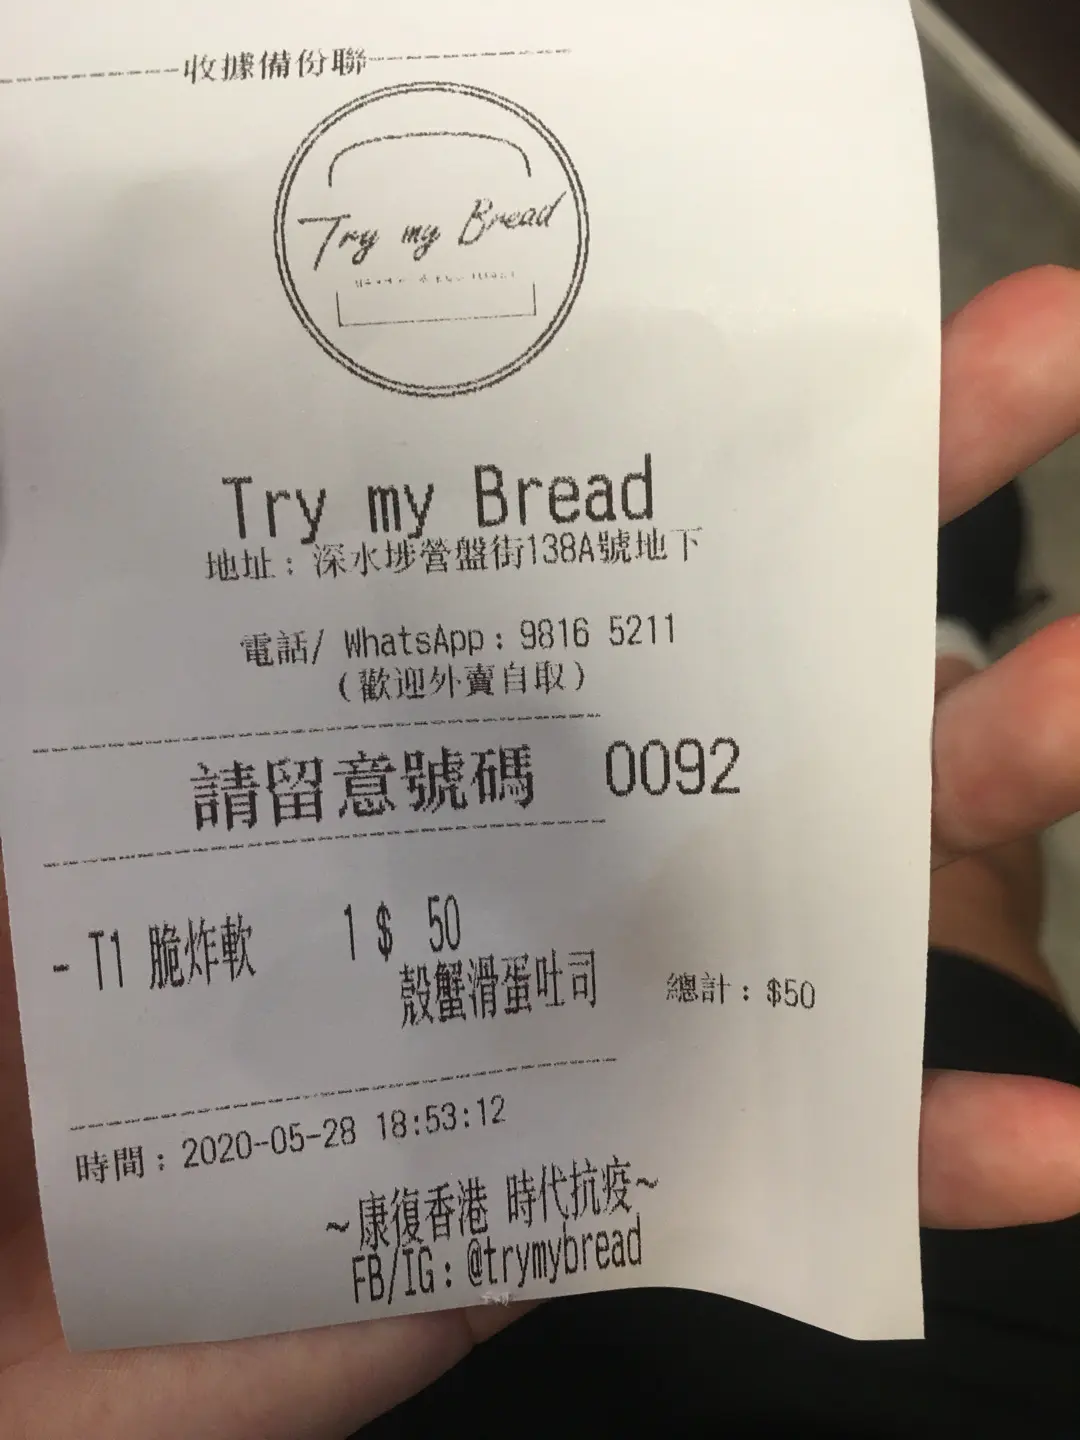 收據備份聯
Try my Bread
Try my Bread
地址：深水埗營盤街138A號地下
電話/ WhatsApp：9816 5211
(歡迎外賣自取)
請留意號碼 0092
- T1 脆炸軟 1 $ 50
殼蟹滑蛋吐司
總計：$50
時間：2020-05-28 18:53:12
~康復香港 時代抗疫~
FB/IG：@trymybread